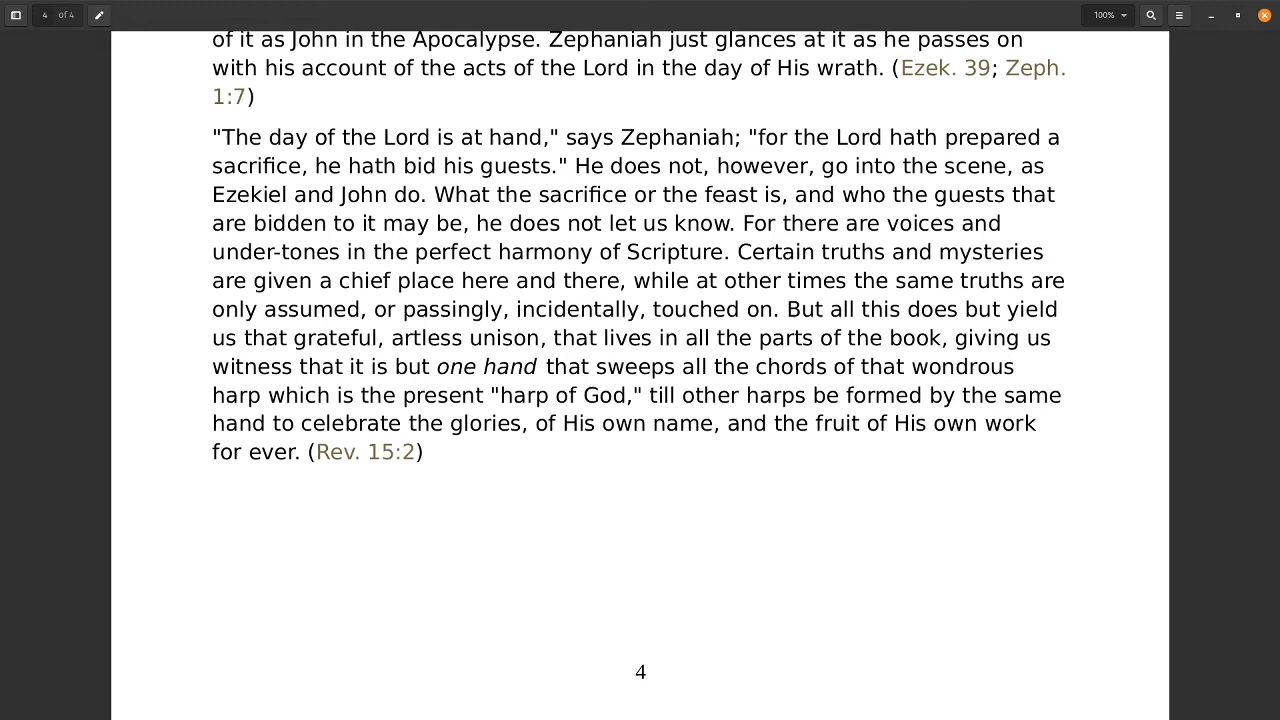 4 of 4
100%
of it as John in the Apocalypse. Zephaniah just glances at it as he passes on
with his account of the acts of the Lord in the day of His wrath. (Ezek. 39; Zeph.
1:7)
"The day of the Lord is at hand," says Zephaniah; "for the Lord hath prepared a
sacrifice, he hath bid his guests." He does not, however, go into the scene, as
Ezekiel and John do. What the sacrifice or the feast is, and who the guests that
are bidden to it may be, he does not let us know. For there are voices and
under-tones in the perfect harmony of Scripture. Certain truths and mysteries
are given a chief place here and there, while at other times the same truths are
only assumed, or passingly, incidentally, touched on. But all this does but yield
us that grateful, artless unison, that lives in all the parts of the book, giving us
witness that it is but one hand that sweeps all the chords of that wondrous
harp which is the present "harp of God," till other harps be formed by the same
hand to celebrate the glories, of His own name, and the fruit of His own work
for ever. (Rev. 15:2)
4